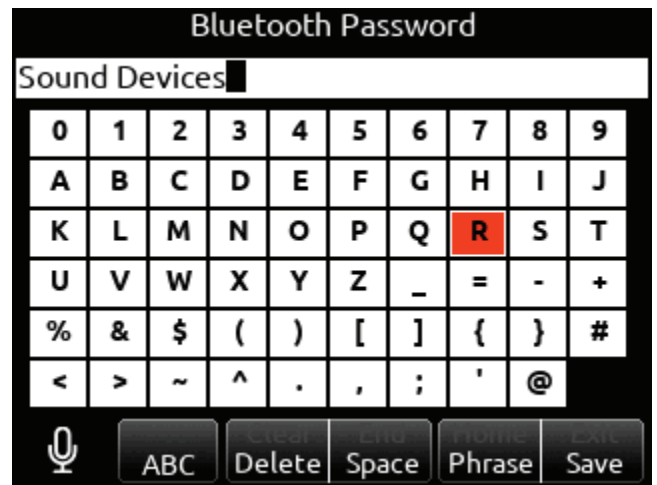 Bluetooth Password
Sound Devices
0 1 2 3 4 5 6 7 8 9
A B C D E F G H I J
K L M N O P Q R S T
U V W X Y Z _ = - +
% & $ ( ) [ ] { } #
< > ~ ^ . , ; ' @
Clear End Home Exit
ABC Delete Space Phrase Save